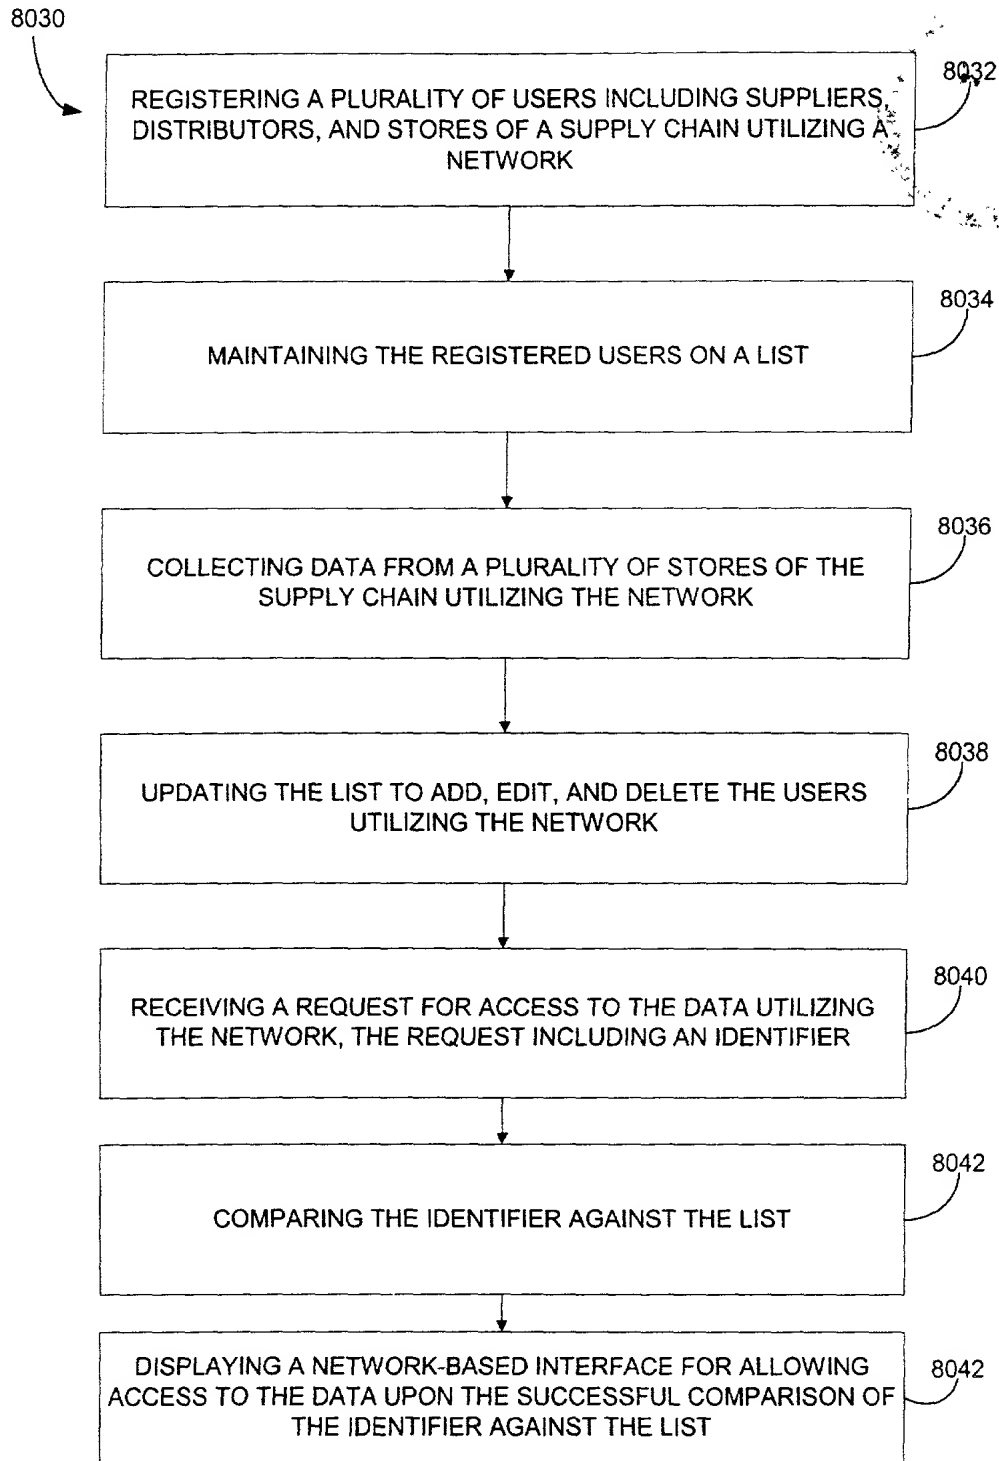 8030
8032
REGISTERING A PLURALITY OF USERS INCLUDING SUPPLIERS,
DISTRIBUTORS, AND STORES OF A SUPPLY CHAIN UTILIZING A
NETWORK
8034
MAINTAINING THE REGISTERED USERS ON A LIST
8036
COLLECTING DATA FROM A PLURALITY OF STORES OF THE
SUPPLY CHAIN UTILIZING THE NETWORK
8038
UPDATING THE LIST TO ADD, EDIT, AND DELETE THE USERS
UTILIZING THE NETWORK
8040
RECEIVING A REQUEST FOR ACCESS TO THE DATA UTILIZING
THE NETWORK, THE REQUEST INCLUDING AN IDENTIFIER
8042
COMPARING THE IDENTIFIER AGAINST THE LIST
8042
DISPLAYING A NETWORK-BASED INTERFACE FOR ALLOWING
ACCESS TO THE DATA UPON THE SUCCESSFUL COMPARISON OF
THE IDENTIFIER AGAINST THE LIST